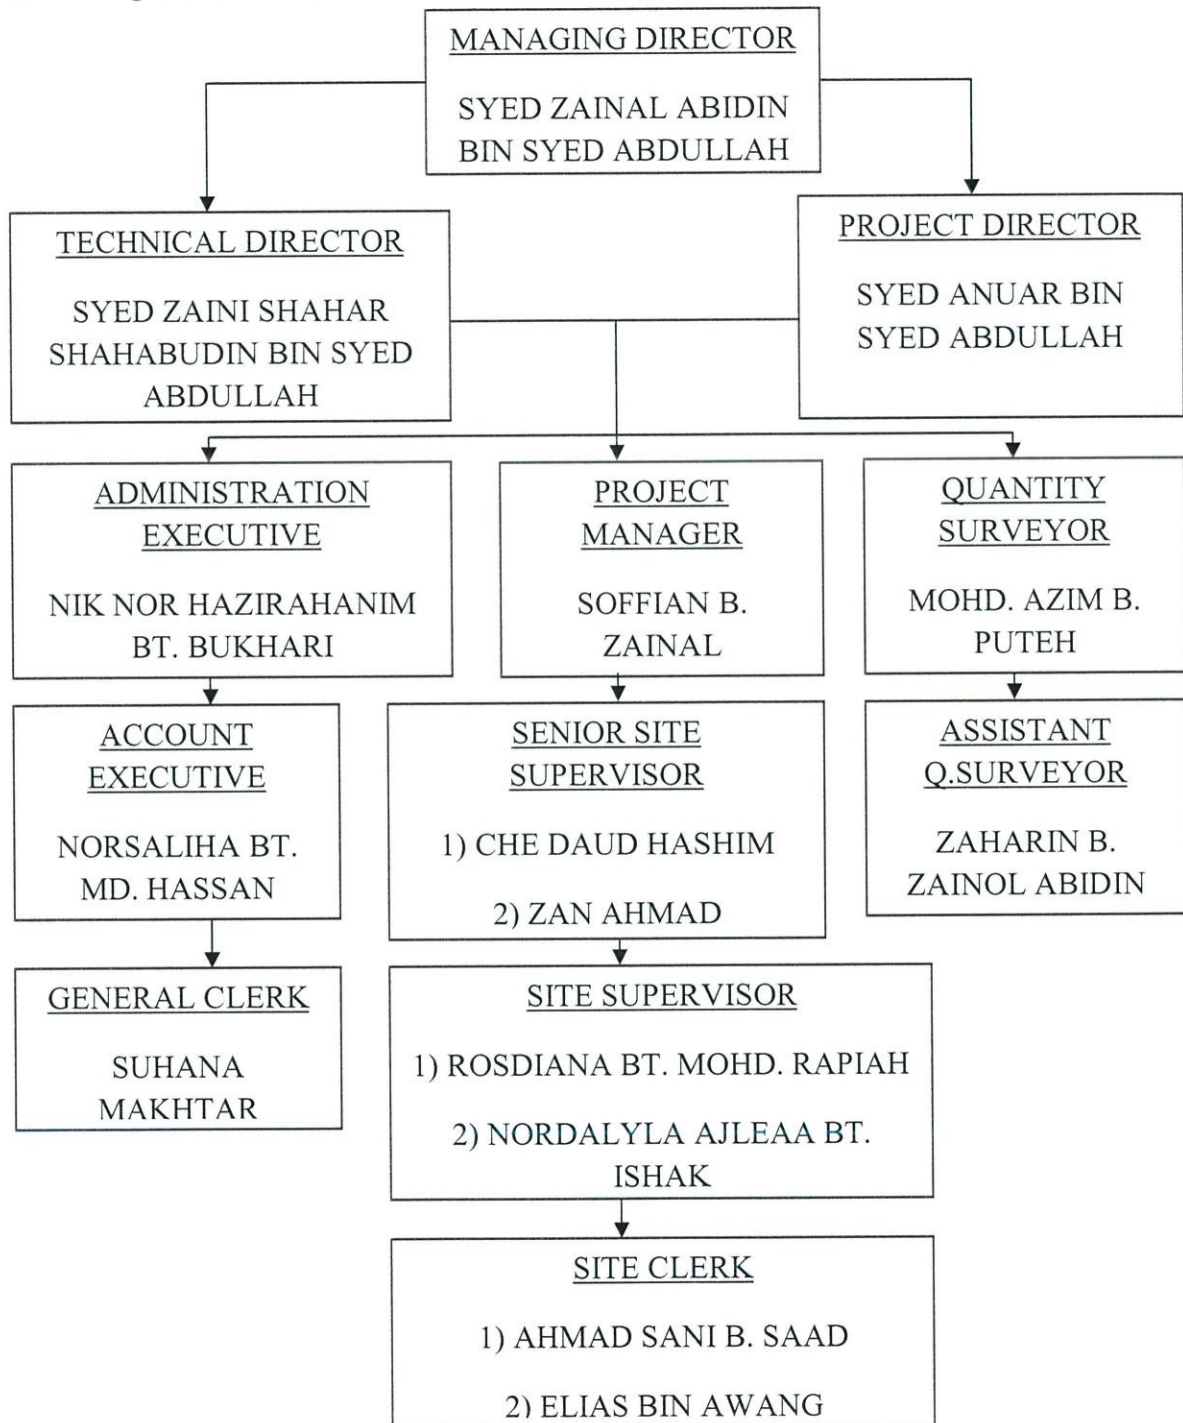 MANAGING DIRECTOR
SYED ZAINAL ABIDIN
BIN SYED ABDULLAH
TECHNICAL DIRECTOR
SYED ZAINI SHAHAR
SHAHABUDIN BIN SYED
ABDULLAH
PROJECT DIRECTOR
SYED ANUAR BIN
SYED ABDULLAH
ADMINISTRATION
EXECUTIVE
NIK NOR HAZIRAHANIM
BT. BUKHARI
PROJECT
MANAGER
SOFFIAN B.
ZAINAL
QUANTITY
SURVEYOR
MOHD. AZIM B.
PUTEH
ACCOUNT
EXECUTIVE
NORSALIHA BT.
MD. HASSAN
SENIOR SITE
SUPERVISOR
1) CHE DAUD HASHIM
2) ZAN AHMAD
ASSISTANT
Q.SURVEYOR
ZAHARIN B.
ZAINOL ABIDIN
GENERAL CLERK
SUHANA
MAKHTAR
SITE SUPERVISOR
1) ROSDIANA BT. MOHD. RAPIAH
2) NORDALYLA AJLEAA BT.
ISHAK
SITE CLERK
1) AHMAD SANI B. SAAD
2) ELIAS BIN AWANG